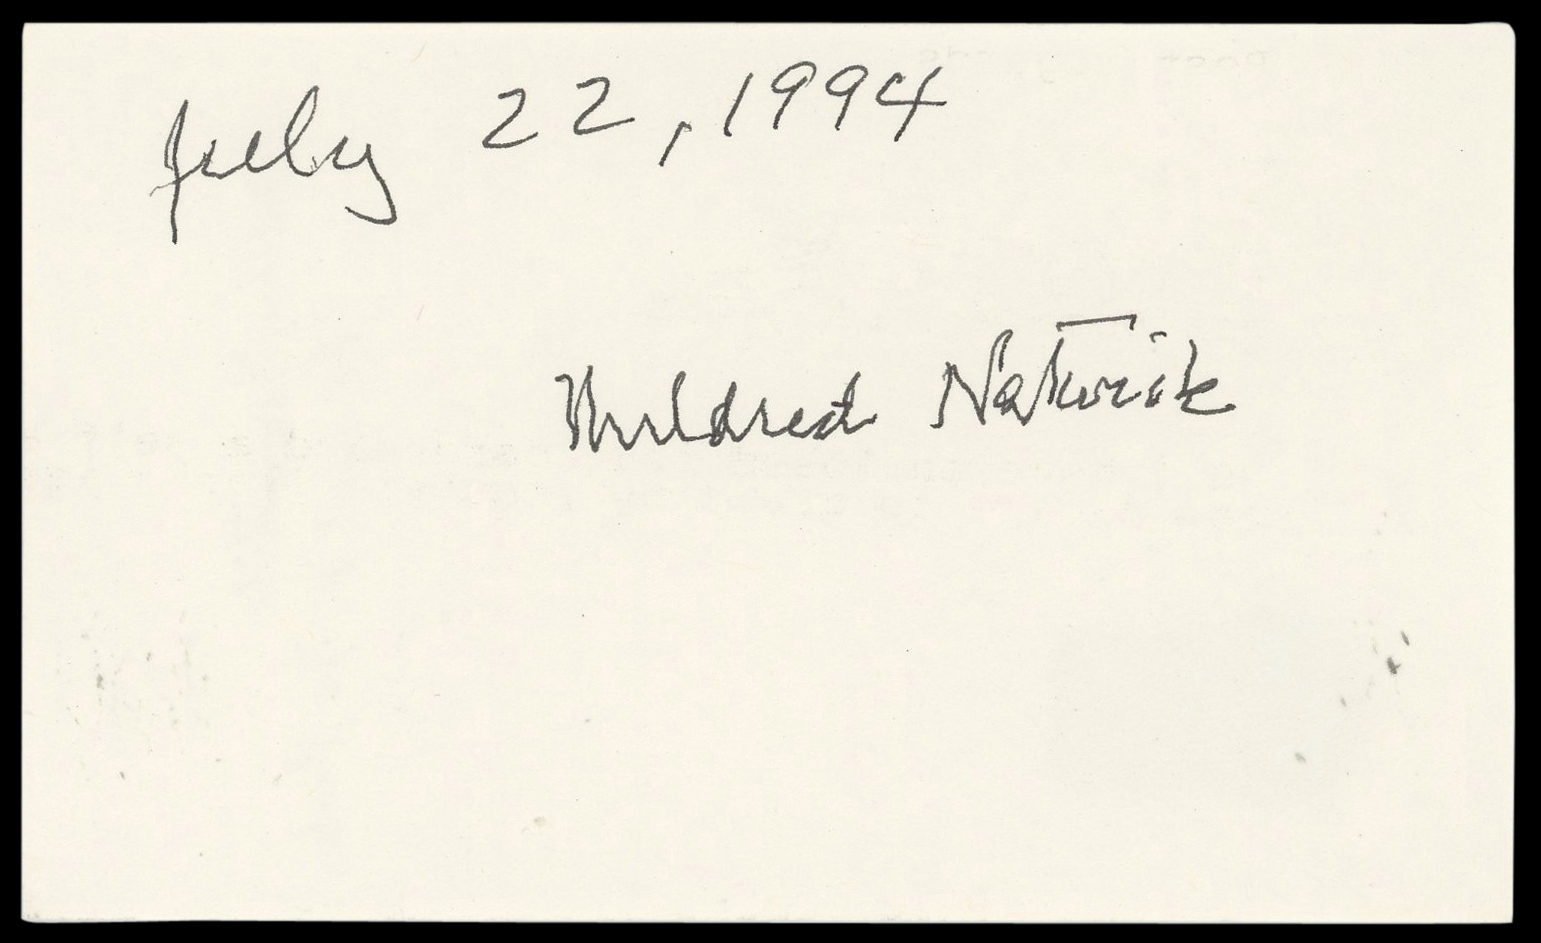 July 22, 1994
Mildred Natwick